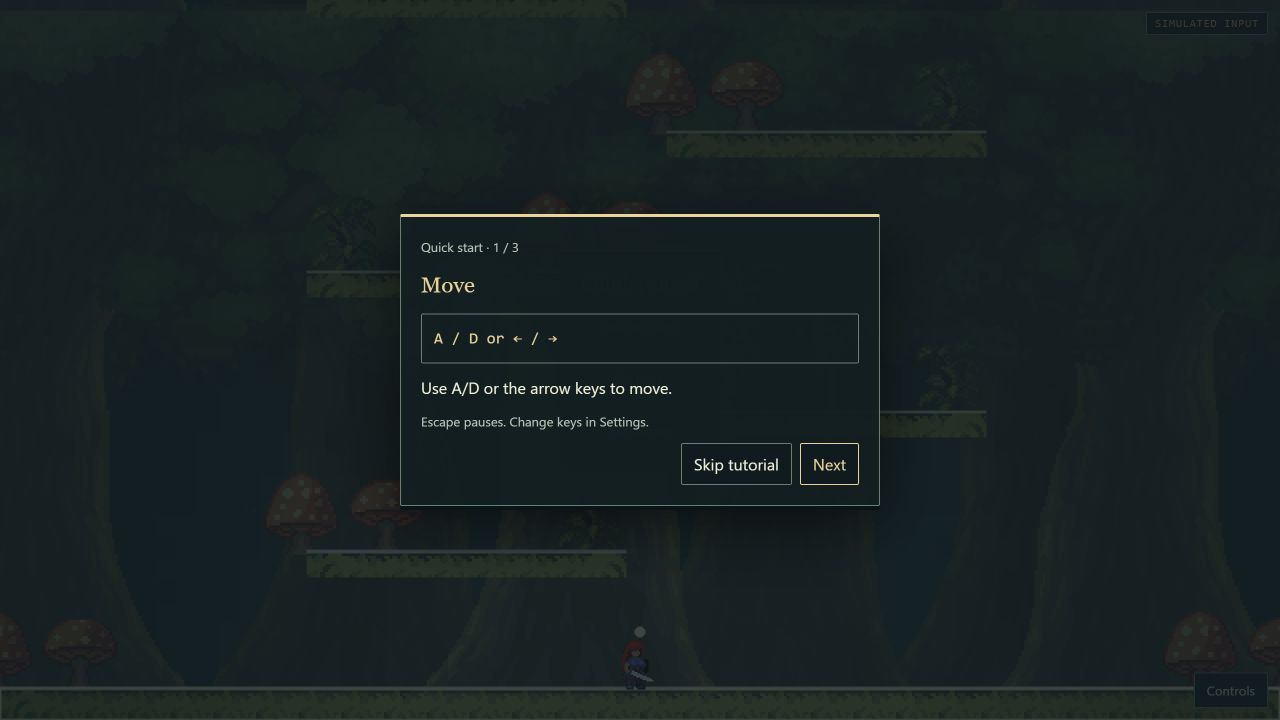 SIMULATED INPUT
Quick start · 1 / 3
Move
A / D or ← / →
Use A/D or the arrow keys to move.
Escape pauses. Change keys in Settings.
Skip tutorial
Next
Controls